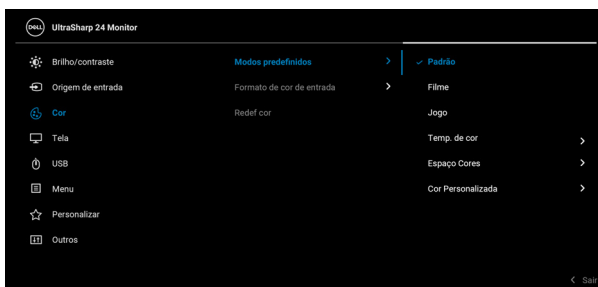 DELL UltraSharp 24 Monitor
Brilho/contraste Modos predefinidos Padrão
Origem de entrada Formato de cor de entrada Filme
Cor Redef cor Jogo
Tela Temp. de cor
USB Espaço Cores
Menu Cor Personalizada
Personalizar
Outros
Sair